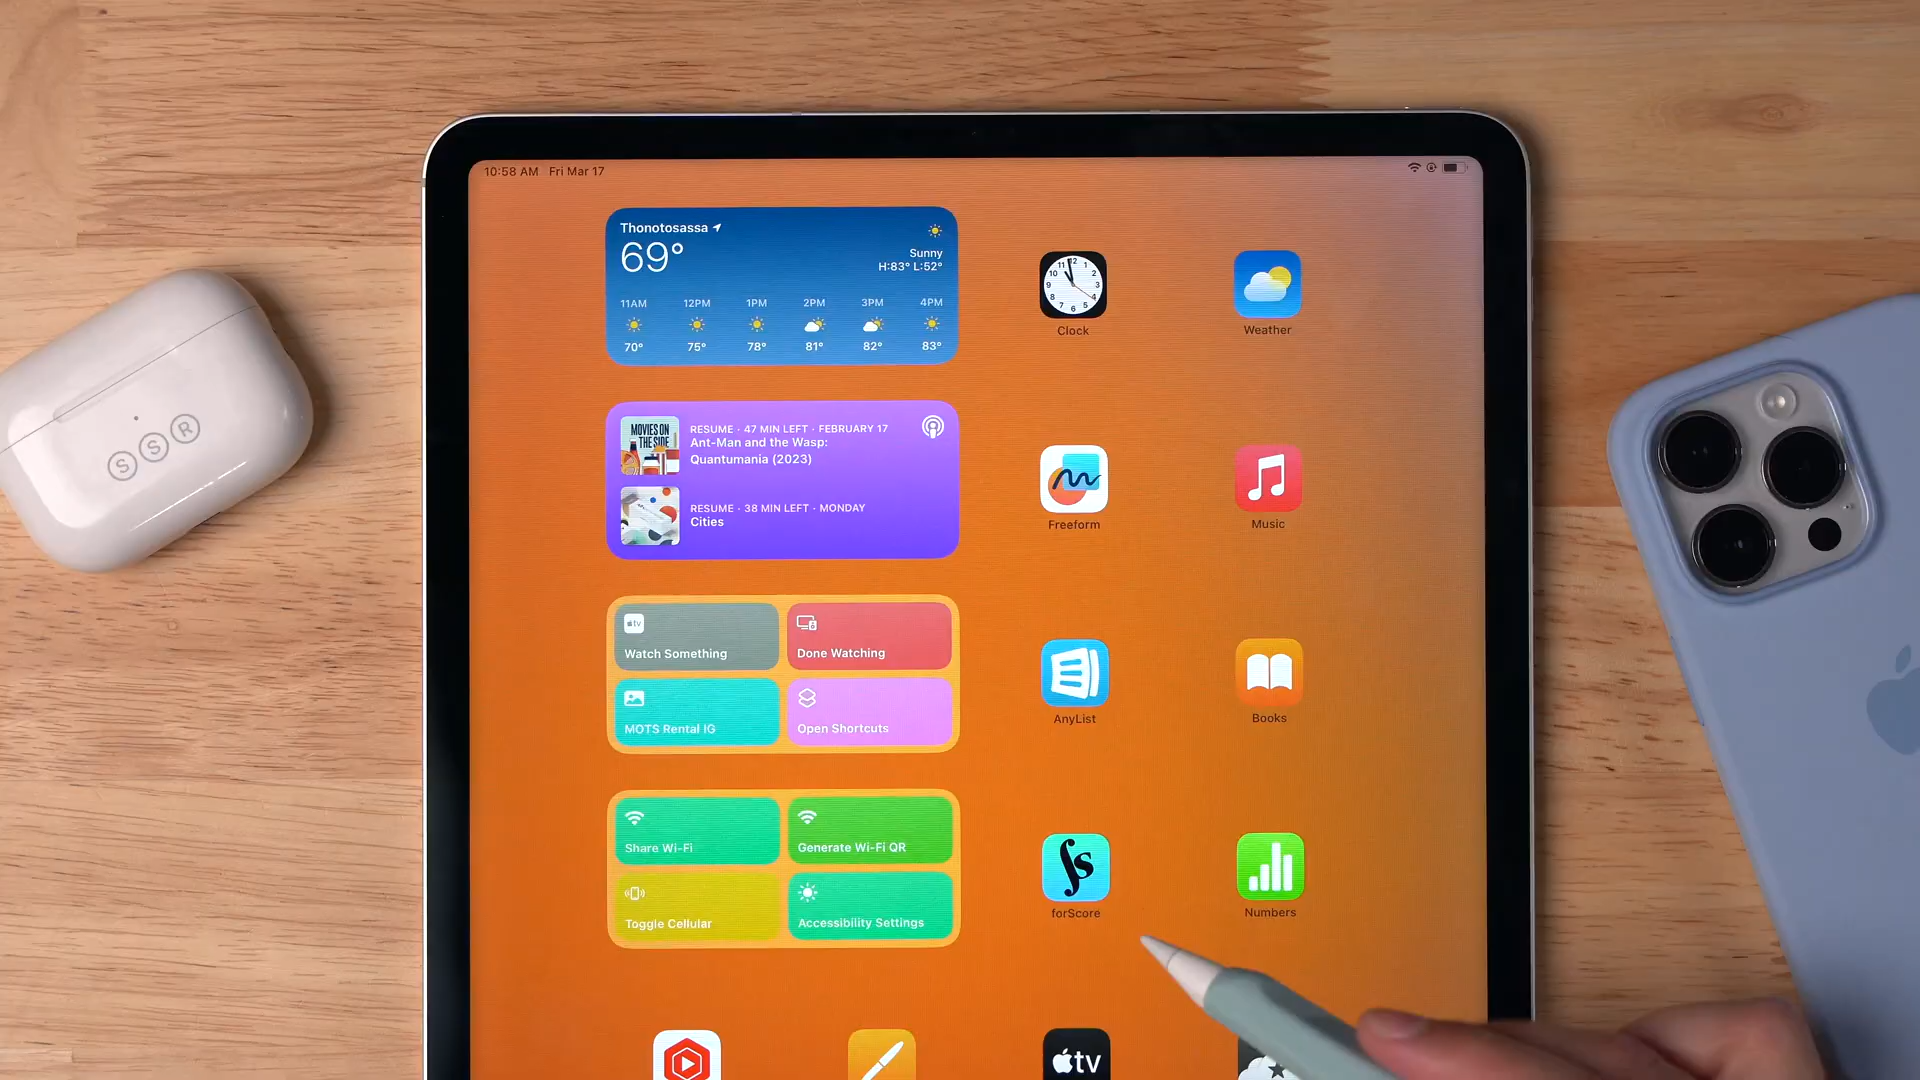 10:58 AM Fri Mar 17
Thonotosassa
69°
Sunny
H:83° L:52°
11AM 12PM 1PM 2PM 3PM 4PM
70° 75° 78° 81° 82° 83°
Clock
Weather
MOVIES ON
THE SIDE
RESUME · 47 MIN LEFT · FEBRUARY 17
Ant-Man and the Wasp:
Quantumania (2023)
RESUME · 38 MIN LEFT · MONDAY
Cities
Freeform
Music
tv
Watch Something
Done Watching
MOTS Rental IG
Open Shortcuts
AnyList
Books
Share Wi-Fi
Generate Wi-Fi QR
Toggle Cellular
Accessibility Settings
fs
forScore
Numbers
tv
SSR